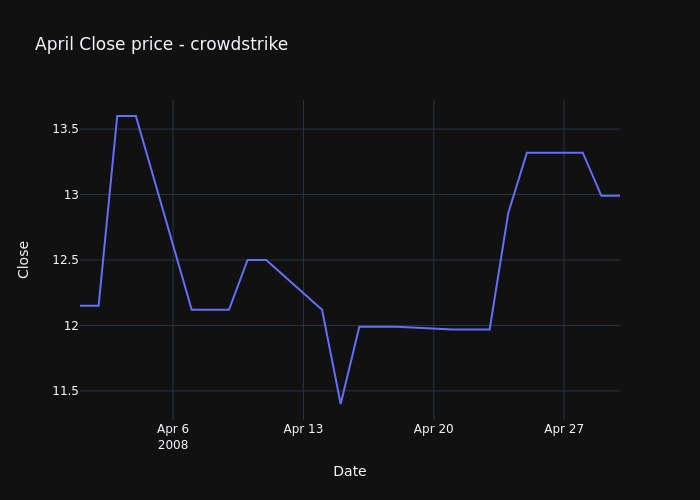 April Close price - crowdstrike
Close
13.5
13
12.5
12
11.5
Apr 6
2008
Apr 13
Apr 20
Apr 27
Date